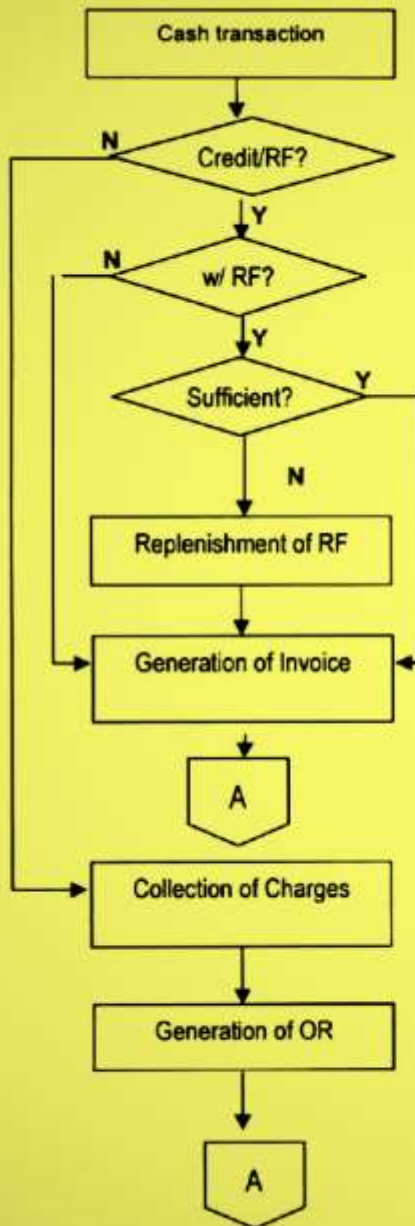 Cash transaction
N
Credit/RF?
Y
N
w/ RF?
Y
Sufficient?
Y
N
Replenishment of RF
Generation of Invoice
A
Collection of Charges
Generation of OR
A